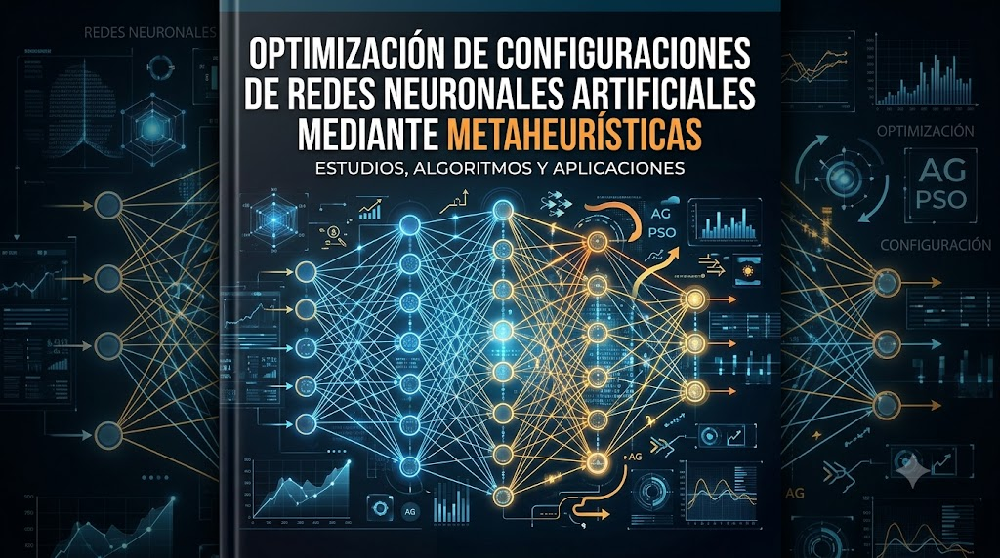 REDES NEURONALES
OPTIMIZACIÓN DE CONFIGURACIONES
DE REDES NEURONALES ARTIFICIALES
MEDIANTE METAHEURÍSTICAS
ESTUDIOS, ALGORITMOS Y APLICACIONES
OPTIMIZACIÓN
AG
PSO
AG
PSO
CONFIGURACIÓN
AG
AG
AG